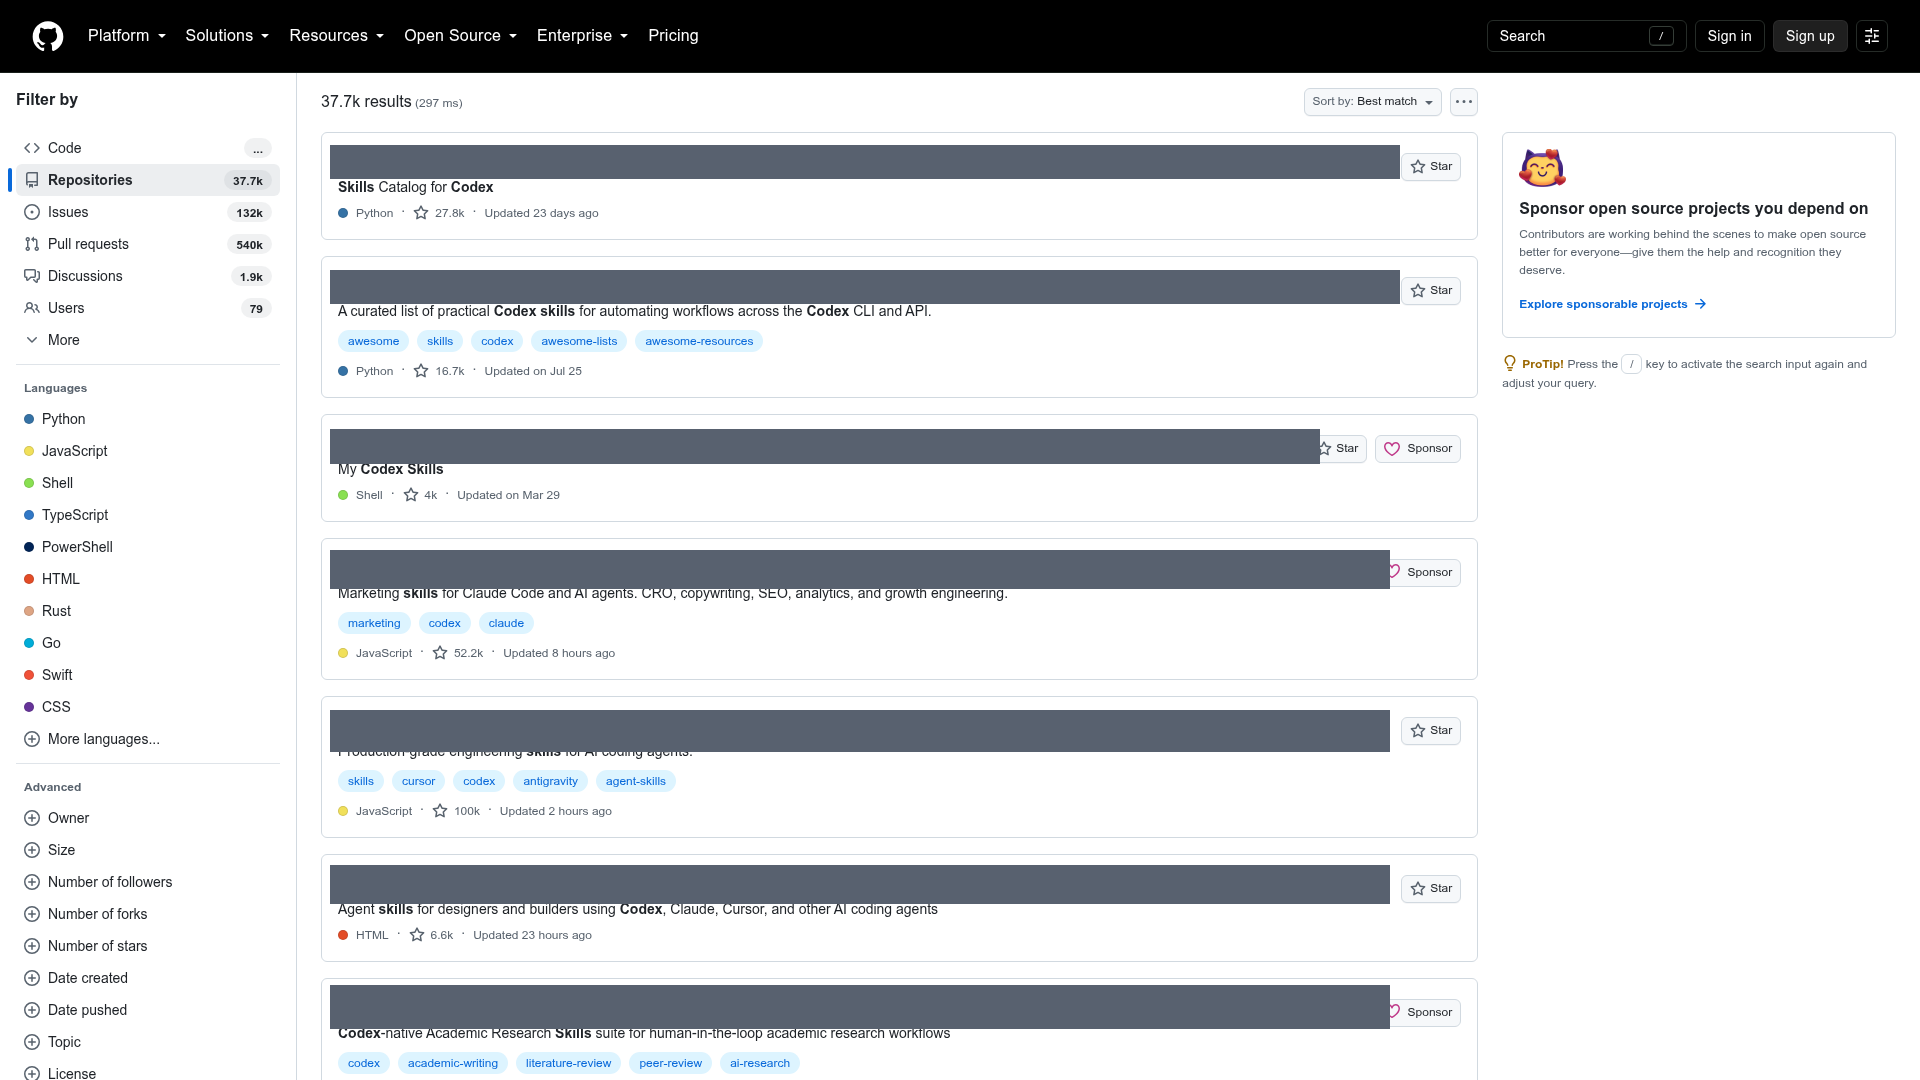 Platform Solutions Resources Open Source Enterprise Pricing Search / Sign in Sign up
Filter by
Code ...
Repositories 37.7k
Issues 132k
Pull requests 540k
Discussions 1.9k
Users 79
More
Languages
Python
JavaScript
Shell
TypeScript
PowerShell
HTML
Rust
Go
Swift
CSS
More languages...
Advanced
Owner
Size
Number of followers
Number of forks
Number of stars
Date created
Date pushed
Topic
License
37.7k results (297 ms)
Sort by: Best match
Star
Skills Catalog for Codex
Python · 27.8k · Updated 23 days ago
Star
A curated list of practical Codex skills for automating workflows across the Codex CLI and API.
awesome skills codex awesome-lists awesome-resources
Python · 16.7k · Updated on Jul 25
Star Sponsor
My Codex Skills
Shell · 4k · Updated on Mar 29
Sponsor
Marketing skills for Claude Code and AI agents. CRO, copywriting, SEO, analytics, and growth engineering.
marketing codex claude
JavaScript · 52.2k · Updated 8 hours ago
Star
Production-grade engineering skills for AI coding agents.
skills cursor codex antigravity agent-skills
JavaScript · 100k · Updated 2 hours ago
Star
Agent skills for designers and builders using Codex, Claude, Cursor, and other AI coding agents
HTML · 6.6k · Updated 23 hours ago
Sponsor
Codex-native Academic Research Skills suite for human-in-the-loop academic research workflows
codex academic-writing literature-review peer-review ai-research
Sponsor open source projects you depend on
Contributors are working behind the scenes to make open source
better for everyone—give them the help and recognition they
deserve.
Explore sponsorable projects
ProTip! Press the / key to activate the search input again and
adjust your query.